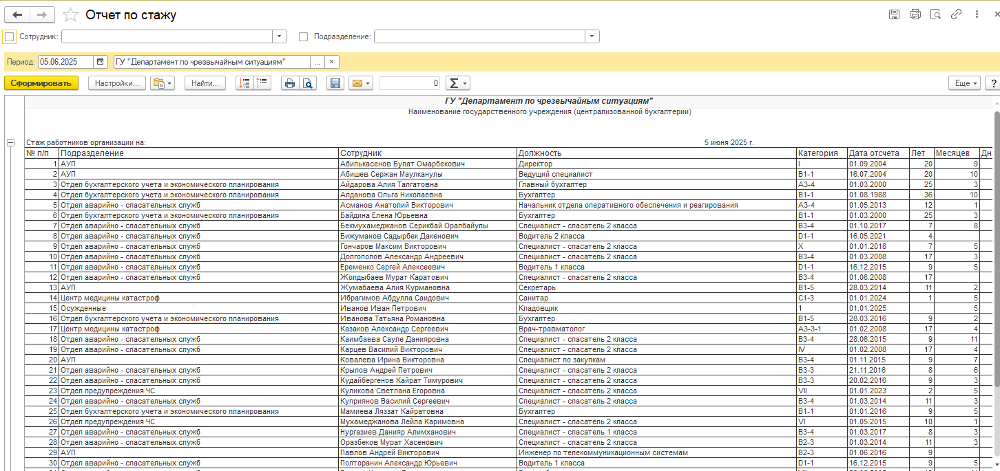 Отчет по стажу
Сотрудник: Подразделение:
Период: 05.06.2025 ГУ "Департамент по чрезвычайным ситуациям" ... ×
Сформировать Настройки... Найти... 0 Σ Еще ?
ГУ "Департамент по чрезвычайным ситуациям"
Наименование государственного учреждения (централизованной бухгалтерии)
Стаж работников организации на: 5 июня 2025 г.
№ п/п Подразделение Сотрудник Должность Категория Дата отсчета Лет Месяцев Дн
1 АУП Абилькасенов Булат Омарбекович Директор I 01.09.2004 20 9
2 АУП Абишев Сержан Маулканулы Ведущий специалист B1-1 16.07.2004 20 10
3 Отдел бухгалтерского учета и экономического планирования Айдарова Алия Талгатовна Главный бухгалтер A3-4 01.03.2000 25 3
4 Отдел бухгалтерского учета и экономического планирования Алданова Ольга Николаевна Бухгалтер B1-1 01.08.1988 36 10
5 Отдел аварийно - спасательных служб Асманов Анатолий Викторович Начальник отдела оперативного обеспечения и реагирования A3-4 01.05.2013 12 1
6 Отдел бухгалтерского учета и экономического планирования Байдина Елена Юрьевна Бухгалтер B1-1 01.03.2000 25 3
7 Отдел аварийно - спасательных служб Бекмухамеджанов Серикбай Оралбайулы Специалист - спасатель 2 класса B3-4 01.10.2017 7 8
8 Отдел аварийно - спасательных служб Бижуманов Садырбек Дакенович Водитель 2 класса D1-1 16.05.2021 4
9 Отдел аварийно - спасательных служб Гончаров Максим Викторович Специалист - спасатель 2 класса X 01.01.2018 7 5
10 Отдел аварийно - спасательных служб Долгополов Александр Андреевич Специалист - спасатель 2 класса B3-4 01.03.2008 17 3
11 Отдел аварийно - спасательных служб Еременко Сергей Алексеевич Водитель 1 класса D1-1 16.12.2015 9 5
12 Отдел аварийно - спасательных служб Жолдыбаев Мурат Каратович Специалист - спасатель 2 класса B3-4 01.06.2008 17
13 АУП Жумабаева Алия Курмановна Секретарь B1-5 28.03.2014 11 2
14 Центр медицины катастроф Ибрагимов Абдулла Саидович Санитар C1-3 01.01.2024 1 5
15 Осужденные Иванов Иван Петрович Кладовщик 1 01.01.2025 5
16 Отдел бухгалтерского учета и экономического планирования Иванова Татьяна Романовна Бухгалтер B1-5 28.03.2016 9 2
17 Центр медицины катастроф Казаков Александр Сергеевич Врач-травматолог A3-3-1 01.02.2008 17 4
18 Отдел аварийно - спасательных служб Каимбаева Сауле Данияровна Специалист - спасатель 2 класса B3-4 28.06.2015 9 11
19 Отдел аварийно - спасательных служб Карцев Василий Викторович Специалист - спасатель 2 класса IV 01.02.2008 17 4
20 АУП Ковалева Ирина Викторовна Специалист по закупкам B3-4 01.11.2015 9 7
21 Отдел аварийно - спасательных служб Крылов Андрей Петрович Специалист - спасатель 2 класса B3-3 21.11.2016 8 6
22 Отдел аварийно - спасательных служб Кудайбергенов Кайрат Тимурович Специалист - спасатель 2 класса B3-3 20.02.2016 9 3
23 Отдел предупреждения ЧС Куликова Светлана Егоровна Специалист - спасатель 2 класса VII 01.01.2023 2 5
24 Отдел аварийно - спасательных служб Куприянов Василий Сергеевич Специалист - спасатель 2 класса B3-4 01.03.2014 11 3
25 Отдел бухгалтерского учета и экономического планирования Мамиева Ляззат Кайратовна Бухгалтер B1-1 01.01.2016 9 5
26 Отдел предупреждения ЧС Мухамеджанова Лейла Каримовна Специалист - спасатель 2 класса VI 01.05.2015 10 1
27 Отдел аварийно - спасательных служб Нургазиев Данияр Алимханович Специалист - спасатель 1 класса B3-4 01.03.2017 8 3
28 Отдел аварийно - спасательных служб Оразбеков Мурат Хасенович Специалист - спасатель 2 класса B2-3 01.03.2014 11 3
29 АУП Павлов Андрей Викторович Инженер по телекоммуникационным системам B2-3 01.06.2016 9
30 Отдел аварийно - спасательных служб Полторанин Александр Юрьевич Водитель 1 класса D1-1 16.12.2015 9 5